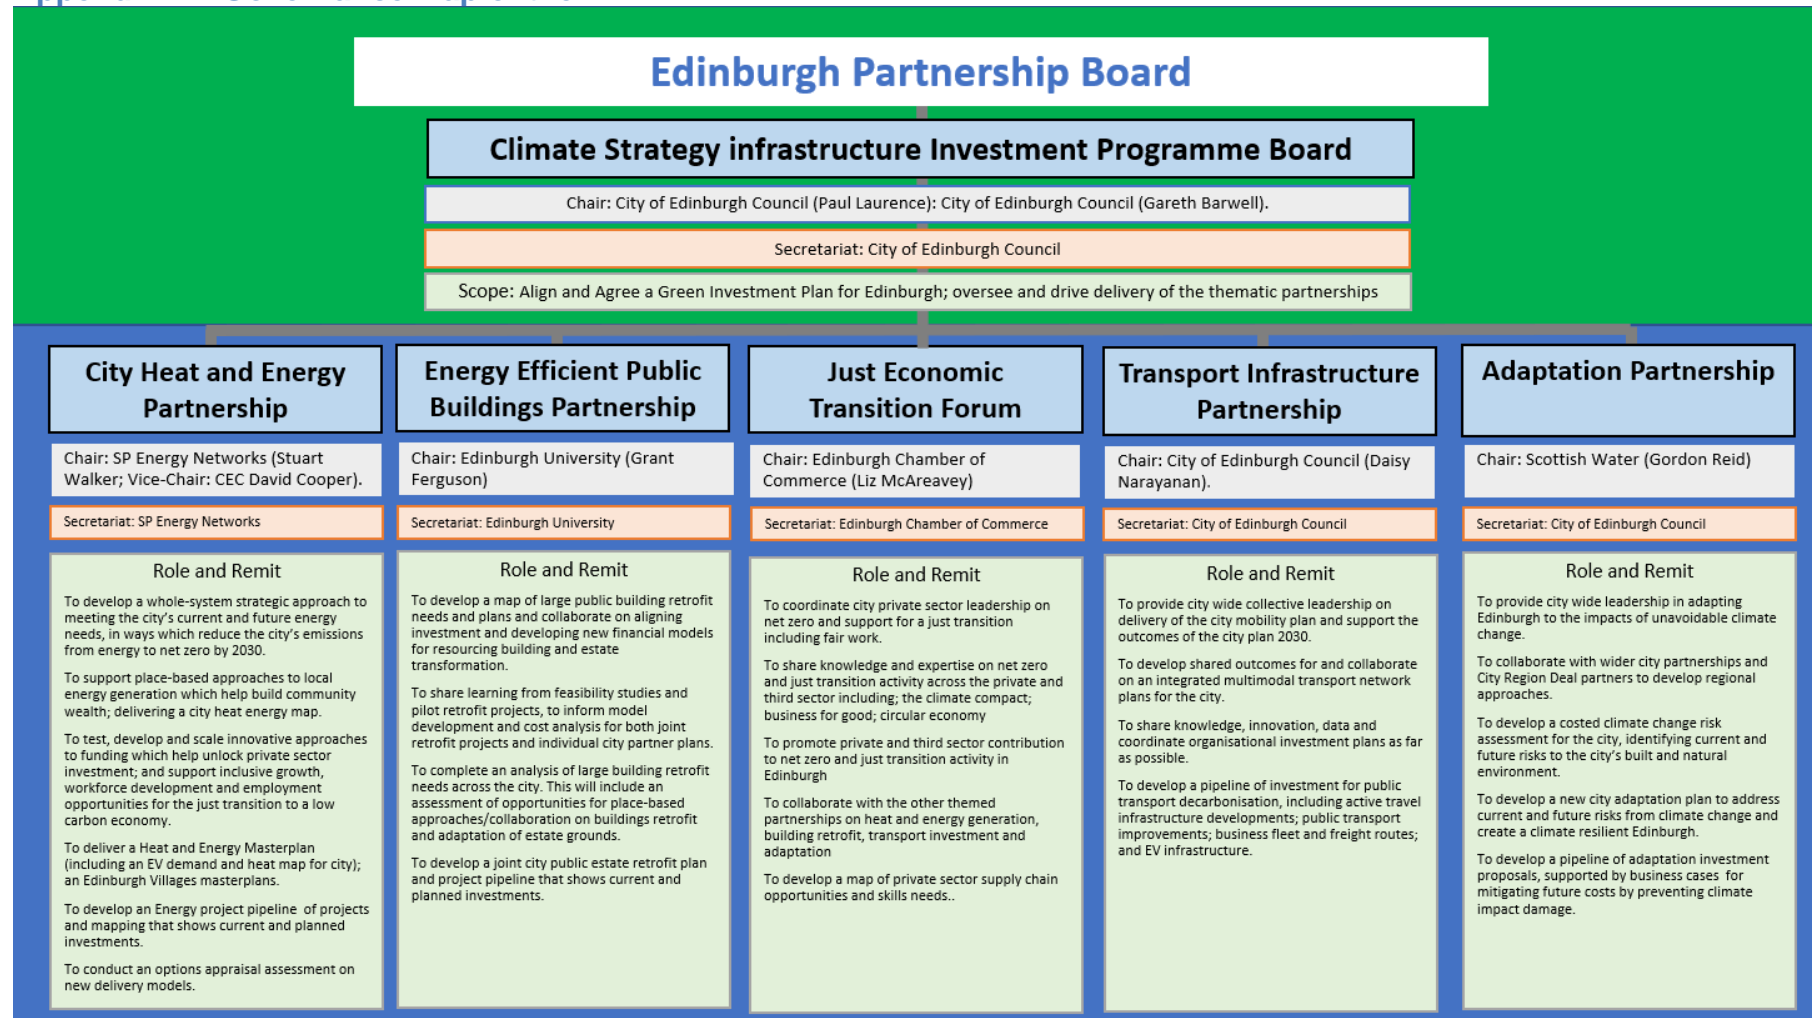 Edinburgh Partnership Board
Climate Strategy infrastructure Investment Programme Board
Chair: City of Edinburgh Council (Paul Laurence): City of Edinburgh Council (Gareth Barwell).
Secretariat: City of Edinburgh Council
Scope: Align and Agree a Green Investment Plan for Edinburgh; oversee and drive delivery of the thematic partnerships
City Heat and Energy
Partnership
Chair: SP Energy Networks (Stuart
Walker; Vice-Chair: CEC David Cooper).
Secretariat: SP Energy Networks
Role and Remit
To develop a whole-system strategic approach to
meeting the city's current and future energy
needs, in ways which reduce the city's emissions
from energy to net zero by 2030.
To support place-based approaches to local
energy generation which help build community
wealth; delivering a city heat energy map.
To test, develop and scale innovative approaches
to funding which help unlock private sector
investment; and support inclusive growth,
workforce development and employment
opportunities for the just transition to a low
carbon economy.
To deliver a Heat and Energy Masterplan
(including an EV demand and heat map for city);
an Edinburgh Villages masterplans.
To develop an Energy project pipeline of projects
and mapping that shows current and planned
investments.
To conduct an options appraisal assessment on
new delivery models.
Energy Efficient Public
Buildings Partnership
Chair: Edinburgh University (Grant
Ferguson)
Secretariat: Edinburgh University
Role and Remit
To develop a map of large public building retrofit
needs and plans and collaborate on aligning
investment and developing new financial models
for resourcing building and estate
transformation.
To share learning from feasibility studies and
pilot retrofit projects, to inform model
development and cost analysis for both joint
retrofit projects and individual city partner plans.
To complete an analysis of large building retrofit
needs across the city. This will include an
assessment of opportunities for place-based
approaches/collaboration on buildings retrofit
and adaptation of estate grounds.
To develop a joint city public estate retrofit plan
and project pipeline that shows current and
planned investments.
Just Economic
Transition Forum
Chair: Edinburgh Chamber of
Commerce (Liz McAreavey)
Secretariat: Edinburgh Chamber of Commerce
Role and Remit
To coordinate city private sector leadership on
net zero and support for a just transition
including fair work.
To share knowledge and expertise on net zero
and just transition activity across the private and
third sector including; the climate compact;
business for good; circular economy
To promote private and third sector contribution
to net zero and just transition activity in
Edinburgh
To collaborate with the other themed
partnerships on heat and energy generation,
building retrofit, transport investment and
adaptation
To develop a map of private sector supply chain
opportunities and skills needs..
Transport Infrastructure
Partnership
Chair: City of Edinburgh Council (Daisy
Narayanan).
Secretariat: City of Edinburgh Council
Role and Remit
To provide city wide collective leadership on
delivery of the city mobility plan and support the
outcomes of the city plan 2030.
To develop shared outcomes for and collaborate
on an integrated multimodal transport network
plans for the city.
To share knowledge, innovation, data and
coordinate organisational investment plans as far
as possible.
To develop a pipeline of investment for public
transport decarbonisation, including active travel
infrastructure developments; public transport
improvements; business fleet and freight routes;
and EV infrastructure.
Adaptation Partnership
Chair: Scottish Water (Gordon Reid)
Secretariat: City of Edinburgh Council
Role and Remit
To provide city wide leadership in adapting
Edinburgh to the impacts of unavoidable climate
change.
To collaborate with wider city partnerships and
City Region Deal partners to develop regional
approaches.
To develop a costed climate change risk
assessment for the city, identifying current and
future risks to the city's built and natural
environment.
To develop a new city adaptation plan to address
current and future risks from climate change and
create a climate resilient Edinburgh.
To develop a pipeline of adaptation investment
proposals, supported by business cases for
mitigating future costs by preventing climate
impact damage.